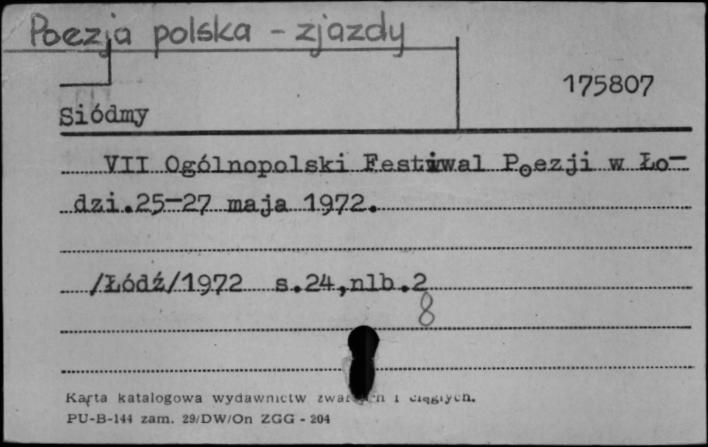 Poezja polska - zjazdy
175807
Siódmy
VII Ogólnopolski Festiwal Poezji w Ło-
dzi.25-27 maja 1972.
/Łódź/1972 s.24,nlb.2
8
Karta katalogowa wydawnictw zwartych i ciągłych.
PU-B-144 zam. 29/DW/On ZGG - 204